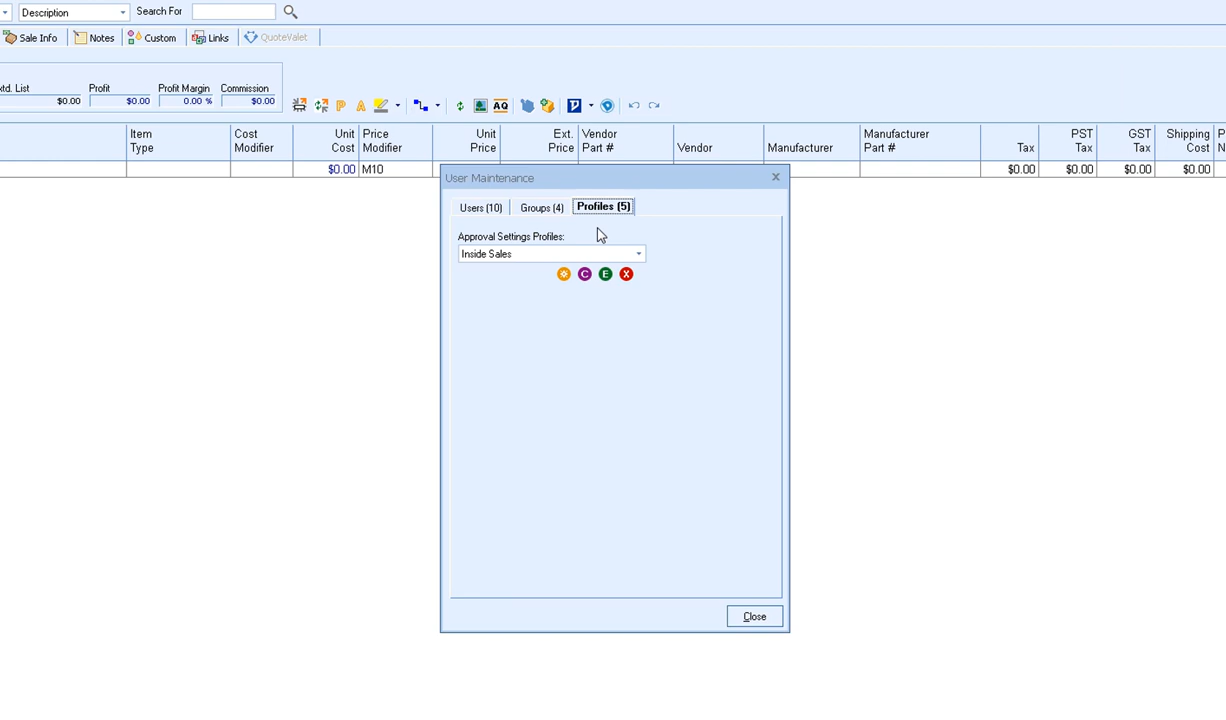 Description
Search For
Sale Info
Notes
Custom
Links
QuoteValet
xtd. List
Profit
Profit Margin
Commission
$0.00
$0.00
0.00 %
$0.00
P
A
AQ
Item Type
Cost Modifier
Unit Cost
Price Modifier
Unit Price
Ext. Price
Vendor Part #
Vendor
Manufacturer
Manufacturer Part #
Tax
PST Tax
GST Tax
Shipping Cost
P
N
$0.00
M10
$0.00
$0.00
$0.00
$0.00
User Maintenance
Users (10)
Groups (4)
Profiles (5)
Approval Settings Profiles:
Inside Sales
C
E
X
Close